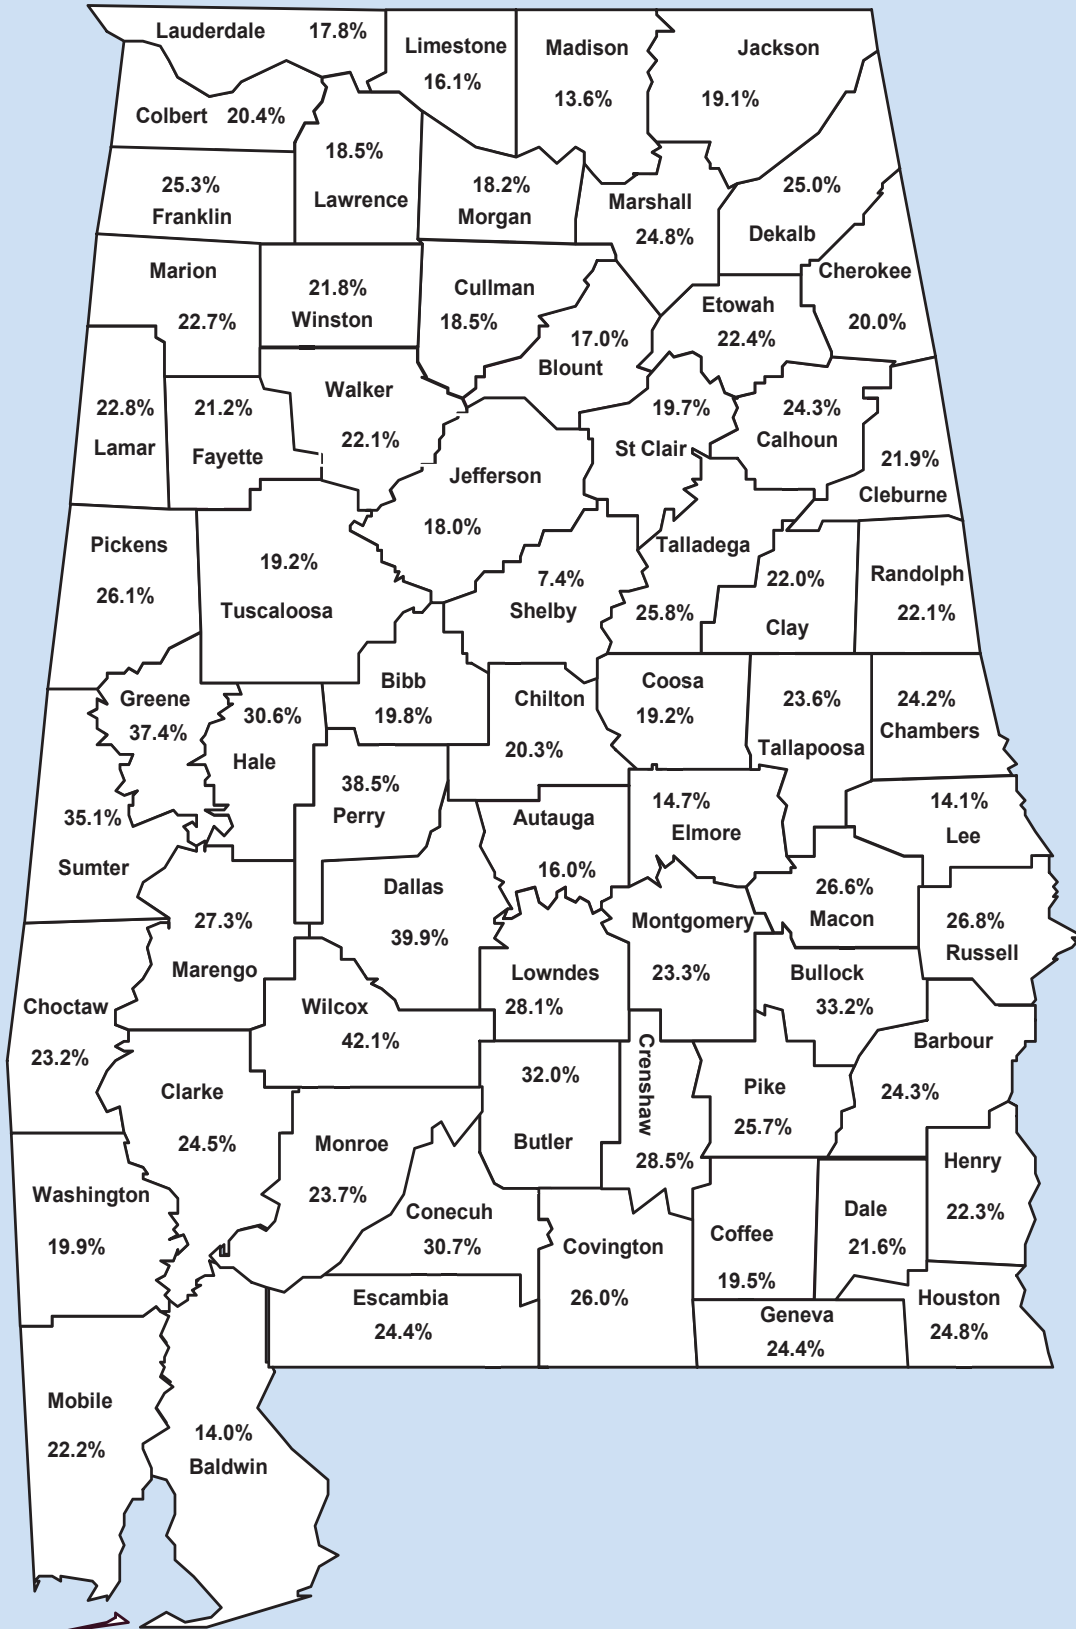 Lauderdale 17.8%
Limestone
16.1%
Madison
13.6%
Jackson
19.1%
Colbert 20.4%
18.5%
Lawrence
25.3%
Franklin
18.2%
Morgan
Marshall
24.8%
25.0%
Dekalb
Cherokee
20.0%
Marion
22.7%
21.8%
Winston
Cullman
18.5%
17.0%
Blount
Etowah
22.4%
22.8%
Lamar
21.2%
Fayette
Walker
22.1%
Jefferson
18.0%
19.7%
St Clair
24.3%
Calhoun
21.9%
Cleburne
Pickens
26.1%
19.2%
Tuscaloosa
7.4%
Shelby
Talladega
25.8%
22.0%
Clay
Randolph
22.1%
Greene
37.4%
30.6%
Hale
Bibb
19.8%
Chilton
20.3%
Coosa
19.2%
23.6%
Tallapoosa
24.2%
Chambers
35.1%
Sumter
38.5%
Perry
Autauga
16.0%
14.7%
Elmore
14.1%
Lee
27.3%
Marengo
Dallas
39.9%
Lowndes
28.1%
Montgomery
23.3%
26.6%
Macon
26.8%
Russell
Choctaw
23.2%
Wilcox
42.1%
Bullock
33.2%
Barbour
24.3%
Clarke
24.5%
32.0%
Butler
Crenshaw
28.5%
Pike
25.7%
Monroe
23.7%
Henry
22.3%
Washington
19.9%
Conecuh
30.7%
Covington
26.0%
Coffee
19.5%
Dale
21.6%
Escambia
24.4%
Geneva
24.4%
Houston
24.8%
Mobile
22.2%
14.0%
Baldwin